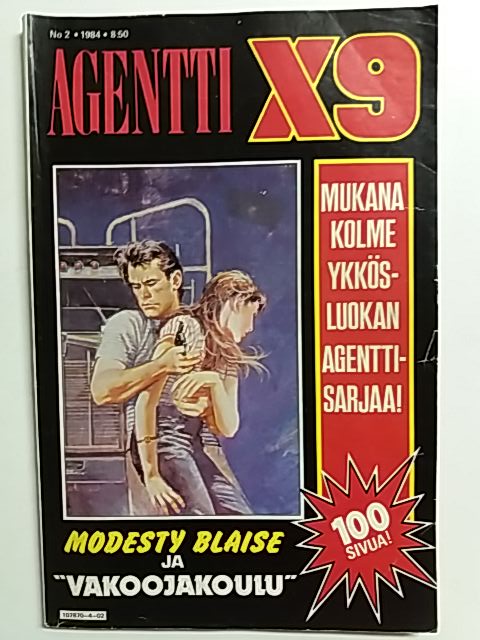 No 2 • 1984 • 8:50
AGENTTI X9
MUKANA
KOLME
YKKÖS-
LUOKAN
AGENTTI-
SARJAA!
100
SIVUA!
MODESTY BLAISE
JA
"VAKOOJAKOULU"
107870-4-02